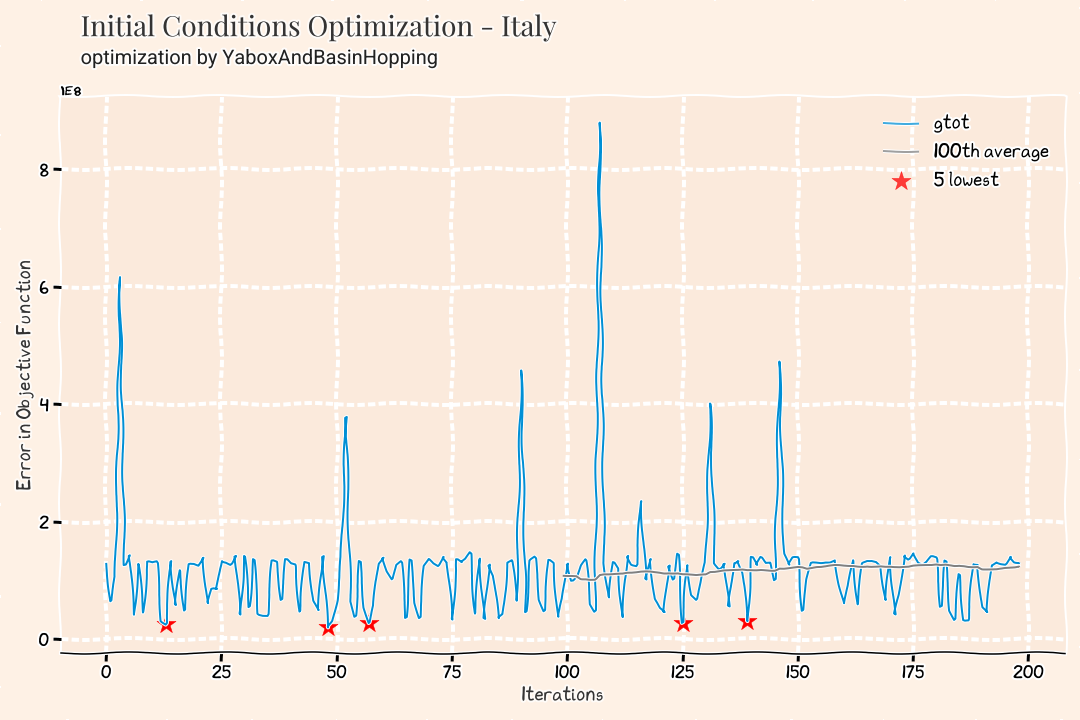 Initial Conditions Optimization - Italy
optimization by YaboxAndBasinHopping
1E8
gtot
100th average
5 lowest
8
6
4
2
0
Error in Objective Function
0 25 50 75 100 125 150 175 200
Iterations